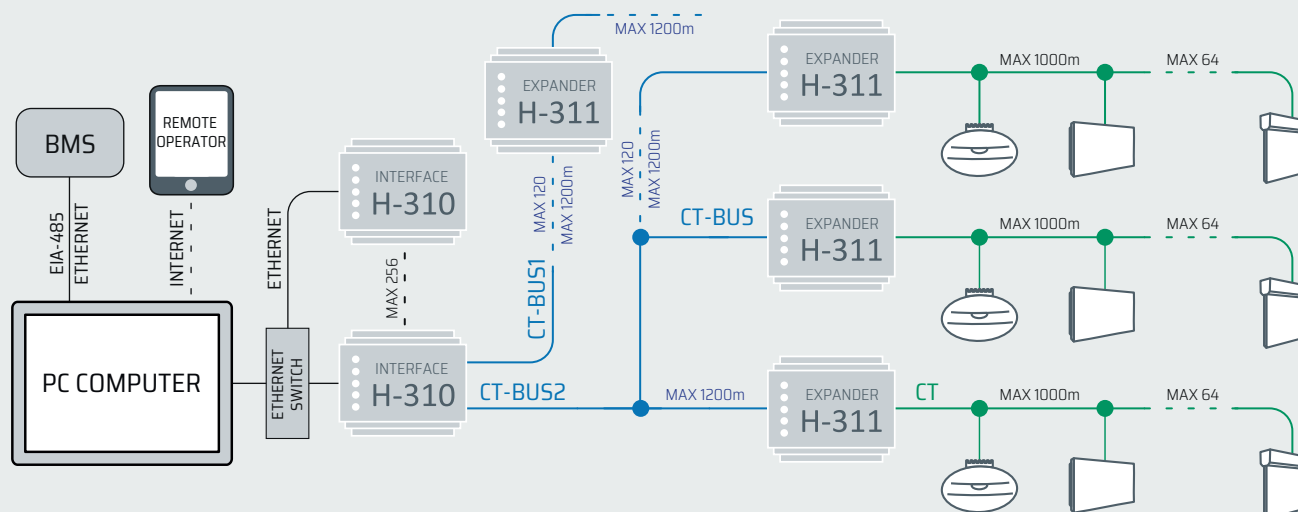 BMS
REMOTE
OPERATOR
EIA-485
ETHERNET
INTERNET
PC COMPUTER
ETHERNET
ETHERNET
SWITCH
INTERFACE
H-310
MAX 256
INTERFACE
H-310
CT-BUS1
CT-BUS2
MAX 120
MAX 1200m
EXPANDER
H-311
MAX 1200m
MAX 120
MAX 1200m
CT-BUS
MAX 1200m
EXPANDER
H-311
MAX 1000m
MAX 64
EXPANDER
H-311
MAX 1000m
MAX 64
EXPANDER
H-311
CT
MAX 1000m
MAX 64